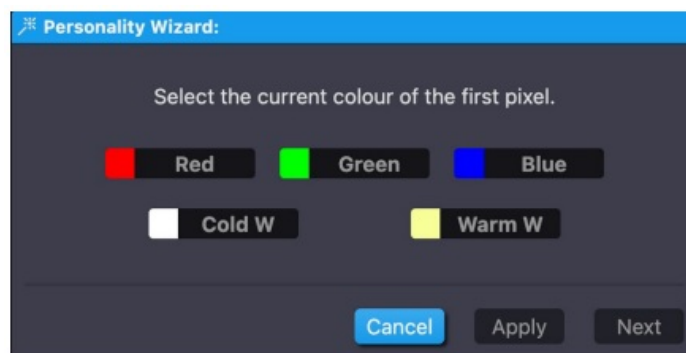 Personality Wizard:
Select the current colour of the first pixel.
Red Green Blue
Cold W Warm W
Cancel Apply Next